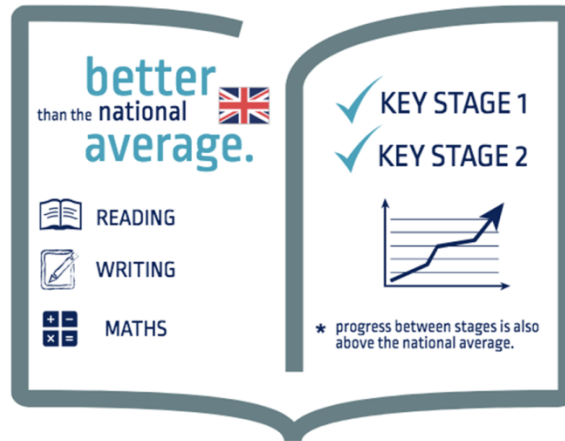 better
than the national
average.
READING
WRITING
MATHS
KEY STAGE 1
KEY STAGE 2
* progress between stages is also
above the national average.